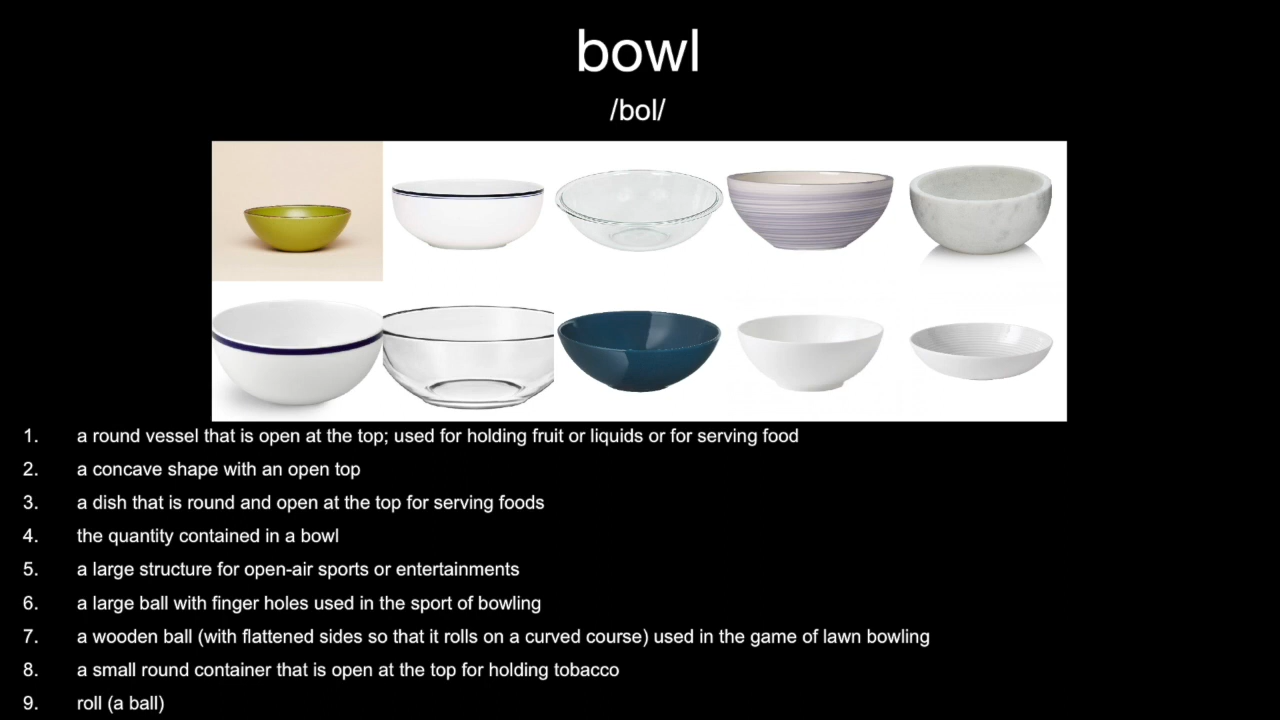 bowl
/bol/
1. a round vessel that is open at the top; used for holding fruit or liquids or for serving food
2. a concave shape with an open top
3. a dish that is round and open at the top for serving foods
4. the quantity contained in a bowl
5. a large structure for open-air sports or entertainments
6. a large ball with finger holes used in the sport of bowling
7. a wooden ball (with flattened sides so that it rolls on a curved course) used in the game of lawn bowling
8. a small round container that is open at the top for holding tobacco
9. roll (a ball)